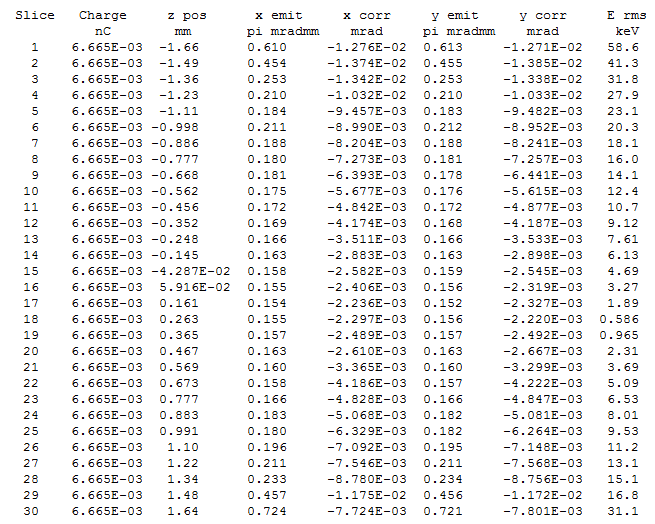 Slice Charge z pos x emit x corr y emit y corr E rms
nC mm pi mradmm mrad pi mradmm mrad keV
1 6.665E-03 -1.66 0.610 -1.276E-02 0.613 -1.271E-02 58.6
2 6.665E-03 -1.49 0.454 -1.374E-02 0.455 -1.385E-02 41.3
3 6.665E-03 -1.36 0.253 -1.342E-02 0.253 -1.338E-02 31.8
4 6.665E-03 -1.23 0.210 -1.032E-02 0.210 -1.033E-02 27.9
5 6.665E-03 -1.11 0.184 -9.457E-03 0.183 -9.482E-03 23.1
6 6.665E-03 -0.998 0.211 -8.990E-03 0.212 -8.952E-03 20.3
7 6.665E-03 -0.886 0.188 -8.204E-03 0.188 -8.241E-03 18.1
8 6.665E-03 -0.777 0.180 -7.273E-03 0.181 -7.257E-03 16.0
9 6.665E-03 -0.668 0.181 -6.393E-03 0.178 -6.441E-03 14.1
10 6.665E-03 -0.562 0.175 -5.677E-03 0.176 -5.615E-03 12.4
11 6.665E-03 -0.456 0.172 -4.842E-03 0.172 -4.877E-03 10.7
12 6.665E-03 -0.352 0.169 -4.174E-03 0.168 -4.187E-03 9.12
13 6.665E-03 -0.248 0.166 -3.511E-03 0.166 -3.533E-03 7.61
14 6.665E-03 -0.145 0.163 -2.883E-03 0.163 -2.898E-03 6.13
15 6.665E-03 -4.287E-02 0.158 -2.582E-03 0.159 -2.545E-03 4.69
16 6.665E-03 5.916E-02 0.155 -2.406E-03 0.156 -2.319E-03 3.27
17 6.665E-03 0.161 0.154 -2.236E-03 0.152 -2.327E-03 1.89
18 6.665E-03 0.263 0.155 -2.297E-03 0.156 -2.220E-03 0.586
19 6.665E-03 0.365 0.157 -2.489E-03 0.157 -2.492E-03 0.965
20 6.665E-03 0.467 0.163 -2.610E-03 0.163 -2.667E-03 2.31
21 6.665E-03 0.569 0.160 -3.365E-03 0.160 -3.299E-03 3.69
22 6.665E-03 0.673 0.158 -4.186E-03 0.157 -4.222E-03 5.09
23 6.665E-03 0.777 0.166 -4.828E-03 0.166 -4.847E-03 6.53
24 6.665E-03 0.883 0.183 -5.068E-03 0.182 -5.081E-03 8.01
25 6.665E-03 0.991 0.180 -6.329E-03 0.182 -6.264E-03 9.53
26 6.665E-03 1.10 0.196 -7.092E-03 0.195 -7.148E-03 11.2
27 6.665E-03 1.22 0.211 -7.546E-03 0.211 -7.568E-03 13.1
28 6.665E-03 1.34 0.233 -8.780E-03 0.234 -8.756E-03 15.1
29 6.665E-03 1.48 0.457 -1.175E-02 0.456 -1.172E-02 16.8
30 6.665E-03 1.64 0.724 -7.724E-03 0.721 -7.801E-03 31.1